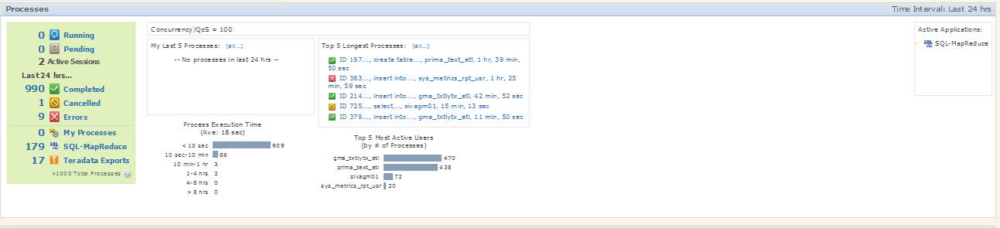 Processes
Time Interval: Last 24 hrs
0 Running
0 Pending
2 Active Sessions
Last 24 hrs...
990 Completed
1 Cancelled
9 Errors
0 My Processes
179 SQL-MapReduce
17 Teradata Exports
>1000 Total Processes ?
Concurrency/QoS = 100
My Last 5 Processes: (all...)
-- No processes in last 24 hrs --
Top 5 Longest Processes: (all...)
ID 197..., create table..., prima_text_etl, 1 hr, 39 min,
50 sec
ID 363..., insert into..., sys_metrics_rpt_usr, 1 hr, 25
min, 59 sec
ID 214..., insert into..., gma_txtlytx_etl, 42 min, 52 sec
ID 725..., select..., sivagm01, 15 min, 13 sec
ID 379..., insert into..., gma_txtlytx_etl, 11 min, 50 sec
Process Execution Time
(Ave: 18 sec)
< 10 sec 909
10 sec-10 min 86
10 min-1 hr 3
1-4 hrs 2
4-8 hrs 0
> 8 hrs 0
Top 5 Most Active Users
(by # of Processes)
gma_txtlytx_etl 470
prima_text_etl 438
sivagm01 72
sys_metrics_rpt_usr 20
Active Applications:
- SQL-MapReduce